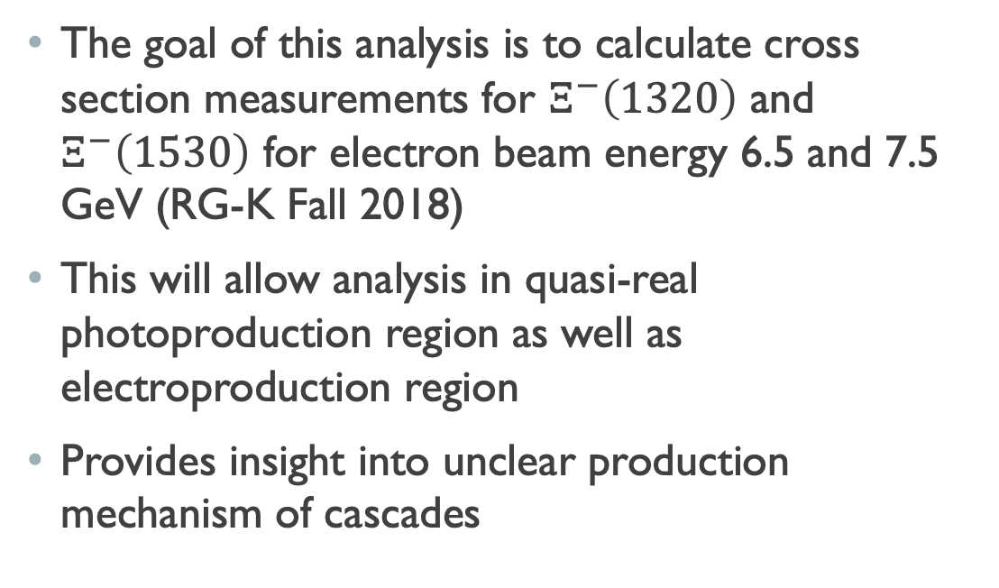 • The goal of this analysis is to calculate cross
section measurements for Ξ⁻(1320) and
Ξ⁻(1530) for electron beam energy 6.5 and 7.5
GeV (RG-K Fall 2018)
• This will allow analysis in quasi-real
photoproduction region as well as
electroproduction region
• Provides insight into unclear production
mechanism of cascades